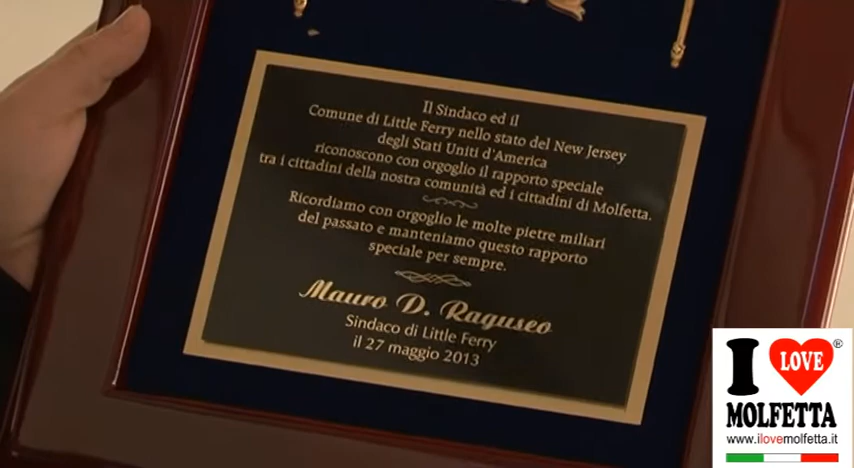 Il Sindaco ed il
Comune di Little Ferry nello stato del New Jersey
degli Stati Uniti d'America
riconoscono con orgoglio il rapporto speciale
tra i cittadini della nostra comunitá ed i cittadini di Molfetta.
Ricordiamo con orgoglio le molte pietre miliari
del passato e manteniamo questo rapporto
speciale per sempre.
Mauro D. Raguseo
Sindaco di Little Ferry
il 27 maggio 2013
I LOVE ®
MOLFETTA
www.ilovemolfetta.it